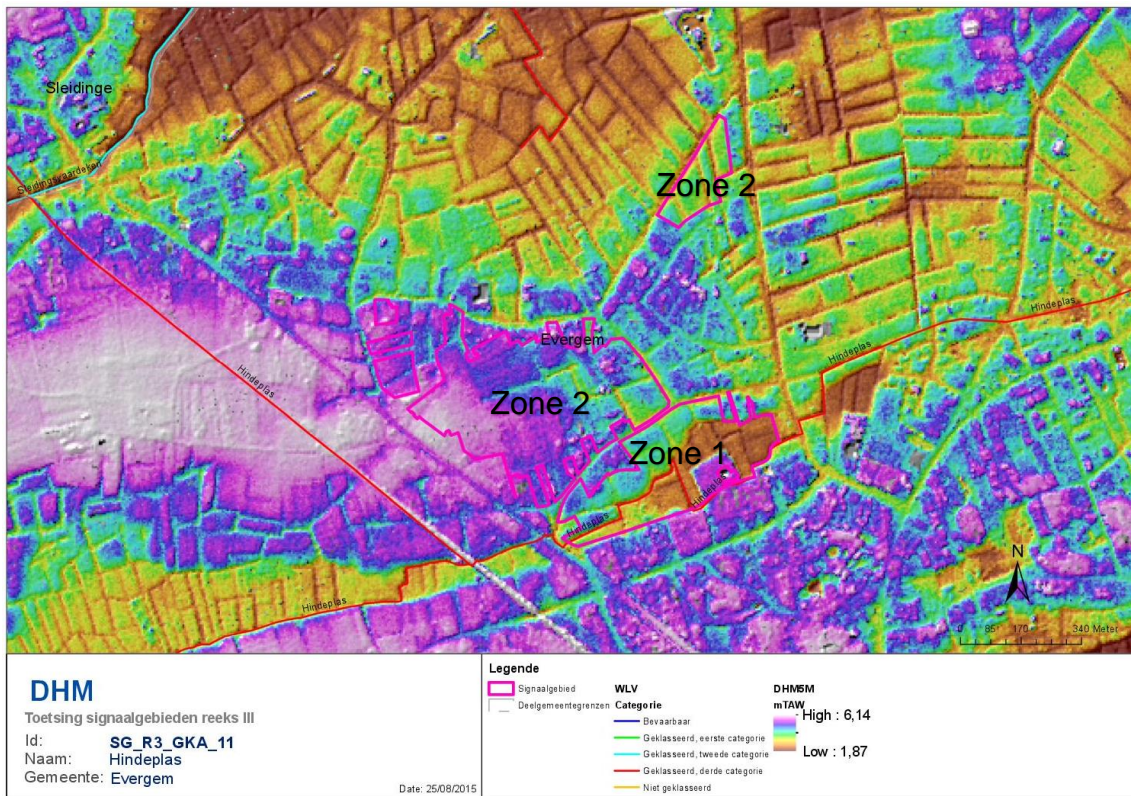 Sleidinge
Sleidingsvaardeken
Zone 2
Hindeplas
Evergem
Hindeplas
Zone 2
Zone 1
Hindeplas
Hindeplas
Hindeplas
N
0 85 170 340 Meter
DHM
Toetsing signaalgebieden reeks III
Id: SG_R3_GKA_11
Naam: Hindeplas
Gemeente: Evergem
Date: 25/08/2015
Legende
Signaalgebied
Deelgemeentegrenzen
WLV
Categorie
Bevaarbaar
Geklasseerd, eerste categorie
Geklasseerd, tweede categorie
Geklasseerd, derde categorie
Niet geklasseerd
DHM5M
mTAW
High : 6,14
Low : 1,87